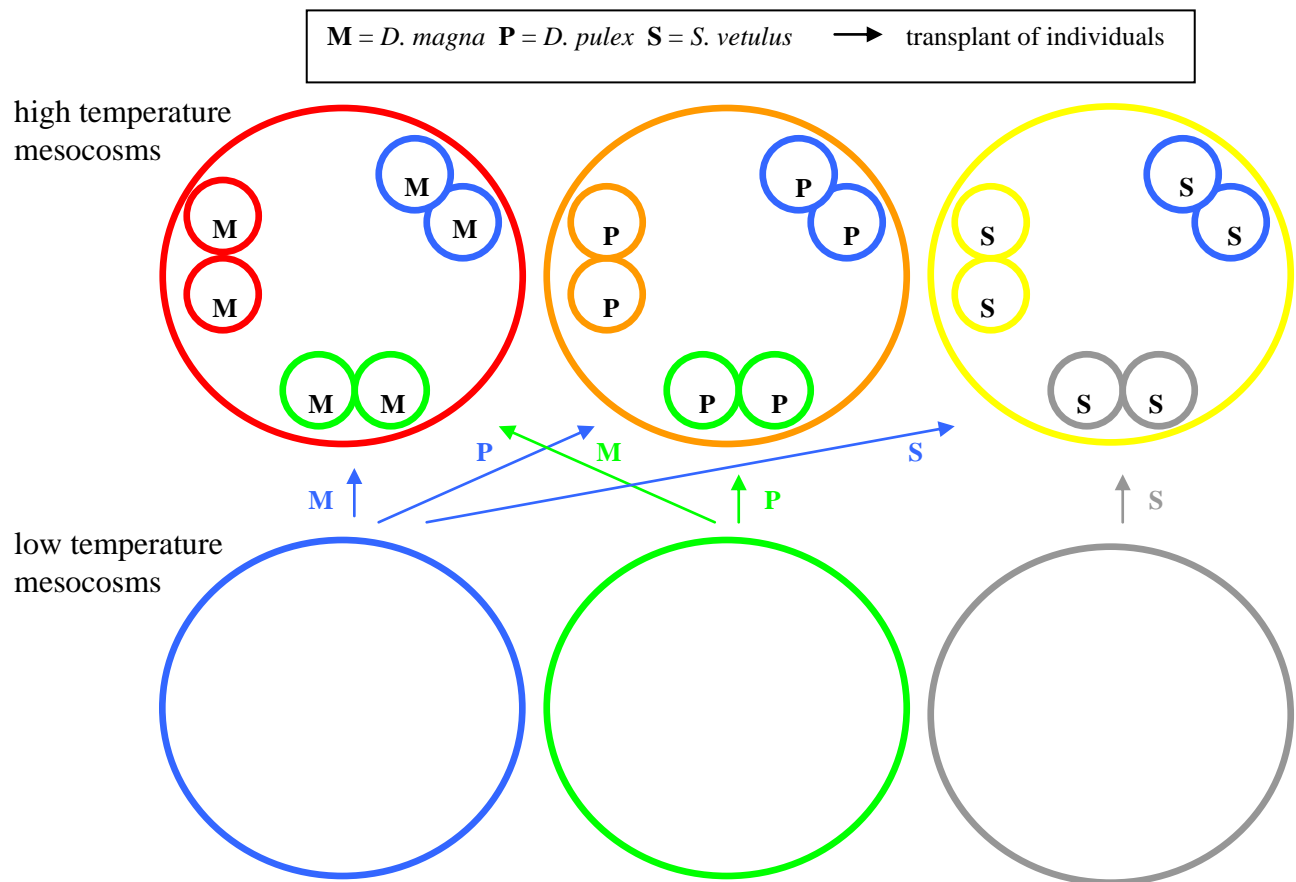 M = D. magna P = D. pulex S = S. vetulus → transplant of individuals
high temperature
mesocosms
M P S
M P S
M M P P S S
M P S
M P S
M M P P S S
P M S
M P S
low temperature
mesocosms